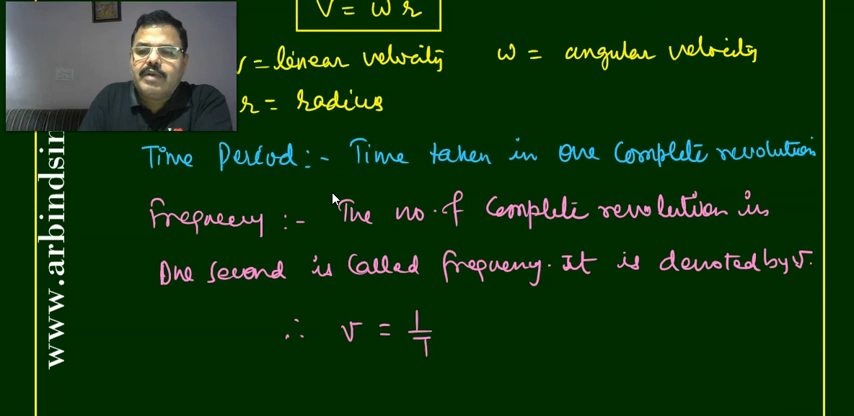 V = ω r
v = linear velocity ω = angular velocity
r = radius
Time Period :- Time taken in one complete revolution
Frequency :- The no. of complete revolution in
One second is called frequency. It is denoted by ν.
∴ ν = 1/T
www.arbindsin